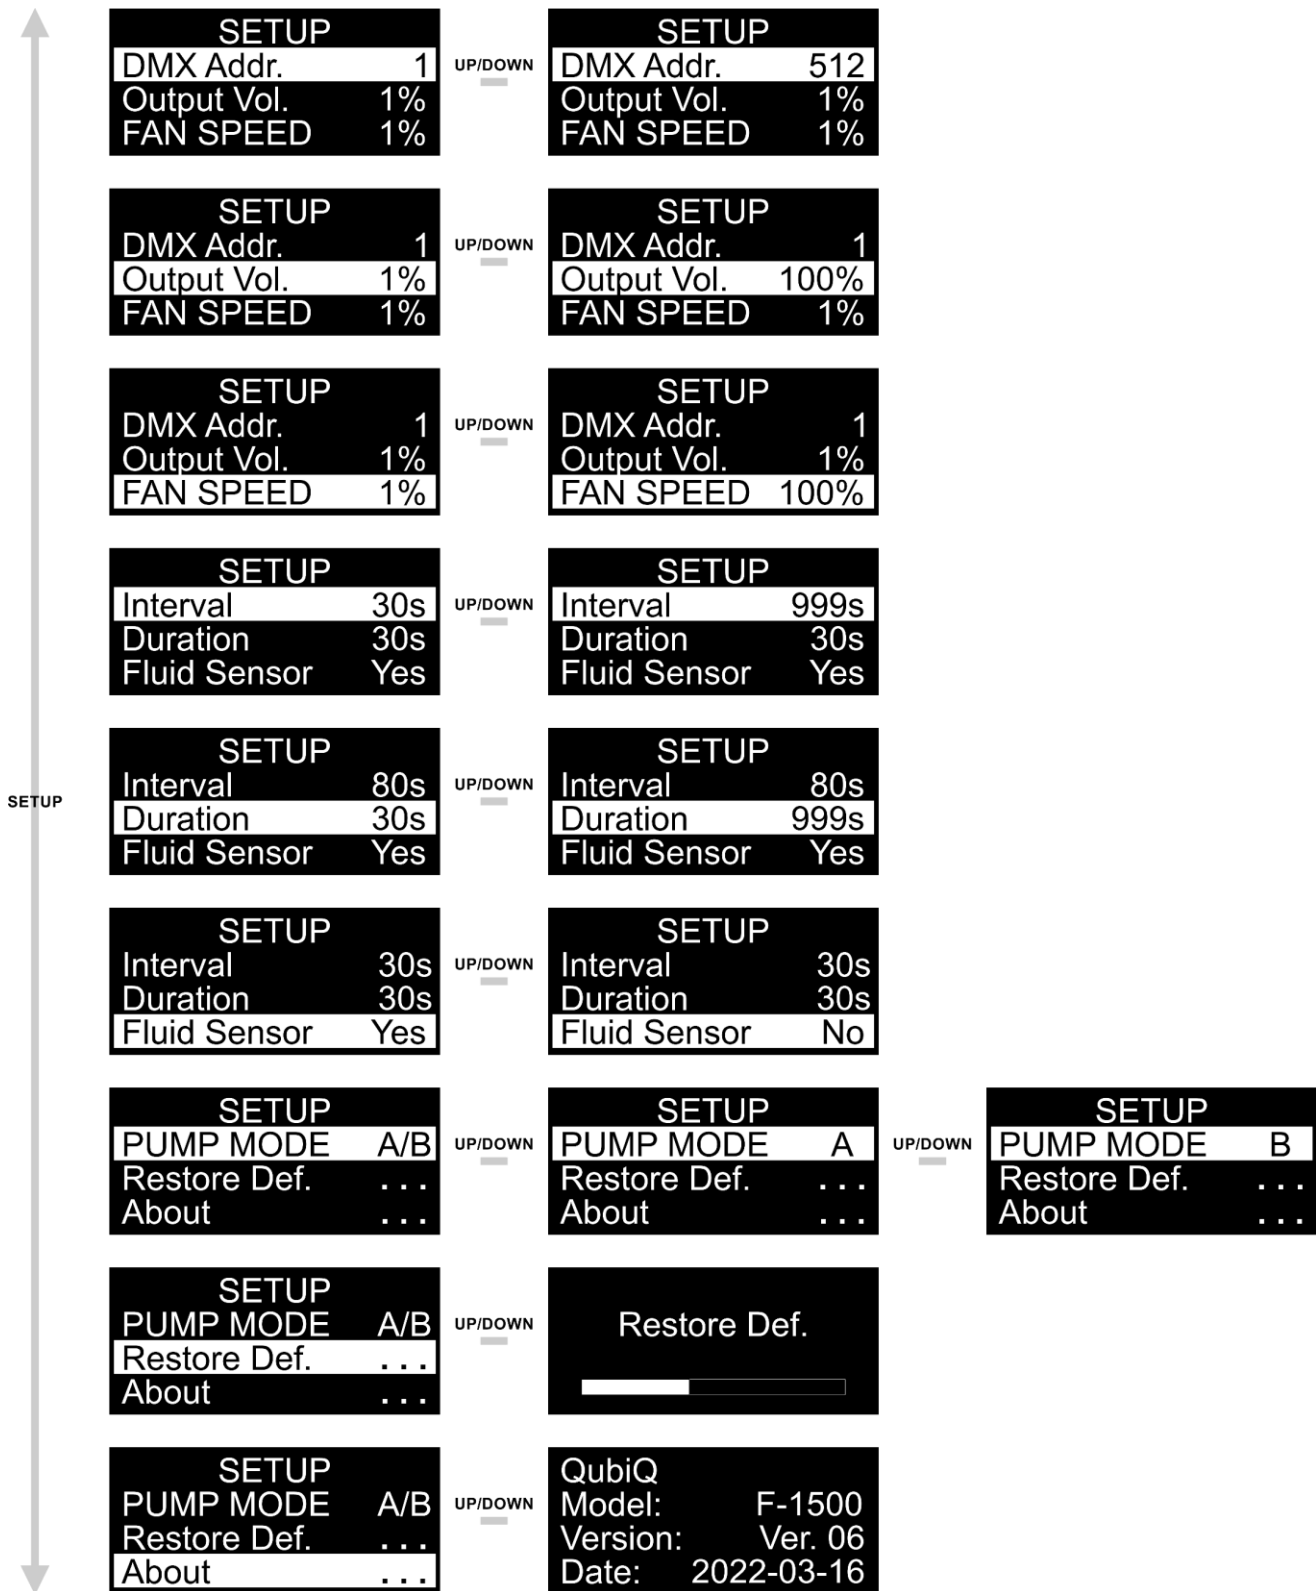 SETUP
DMX Addr. 1
Output Vol. 1%
FAN SPEED 1%
UP/DOWN
SETUP
DMX Addr. 512
Output Vol. 1%
FAN SPEED 1%
SETUP
DMX Addr. 1
Output Vol. 1%
FAN SPEED 1%
UP/DOWN
SETUP
DMX Addr. 1
Output Vol. 100%
FAN SPEED 1%
SETUP
DMX Addr. 1
Output Vol. 1%
FAN SPEED 1%
UP/DOWN
SETUP
DMX Addr. 1
Output Vol. 1%
FAN SPEED 100%
SETUP
Interval 30s
Duration 30s
Fluid Sensor Yes
UP/DOWN
SETUP
Interval 999s
Duration 30s
Fluid Sensor Yes
SETUP
SETUP
Interval 80s
Duration 30s
Fluid Sensor Yes
UP/DOWN
SETUP
Interval 80s
Duration 999s
Fluid Sensor Yes
SETUP
Interval 30s
Duration 30s
Fluid Sensor Yes
UP/DOWN
SETUP
Interval 30s
Duration 30s
Fluid Sensor No
SETUP
PUMP MODE A/B
Restore Def. ...
About ...
UP/DOWN
SETUP
PUMP MODE A
Restore Def. ...
About ...
UP/DOWN
SETUP
PUMP MODE B
Restore Def. ...
About ...
SETUP
PUMP MODE A/B
Restore Def. ...
About ...
UP/DOWN
Restore Def.
SETUP
PUMP MODE A/B
Restore Def. ...
About ...
UP/DOWN
QubiQ
Model: F-1500
Version: Ver. 06
Date: 2022-03-16